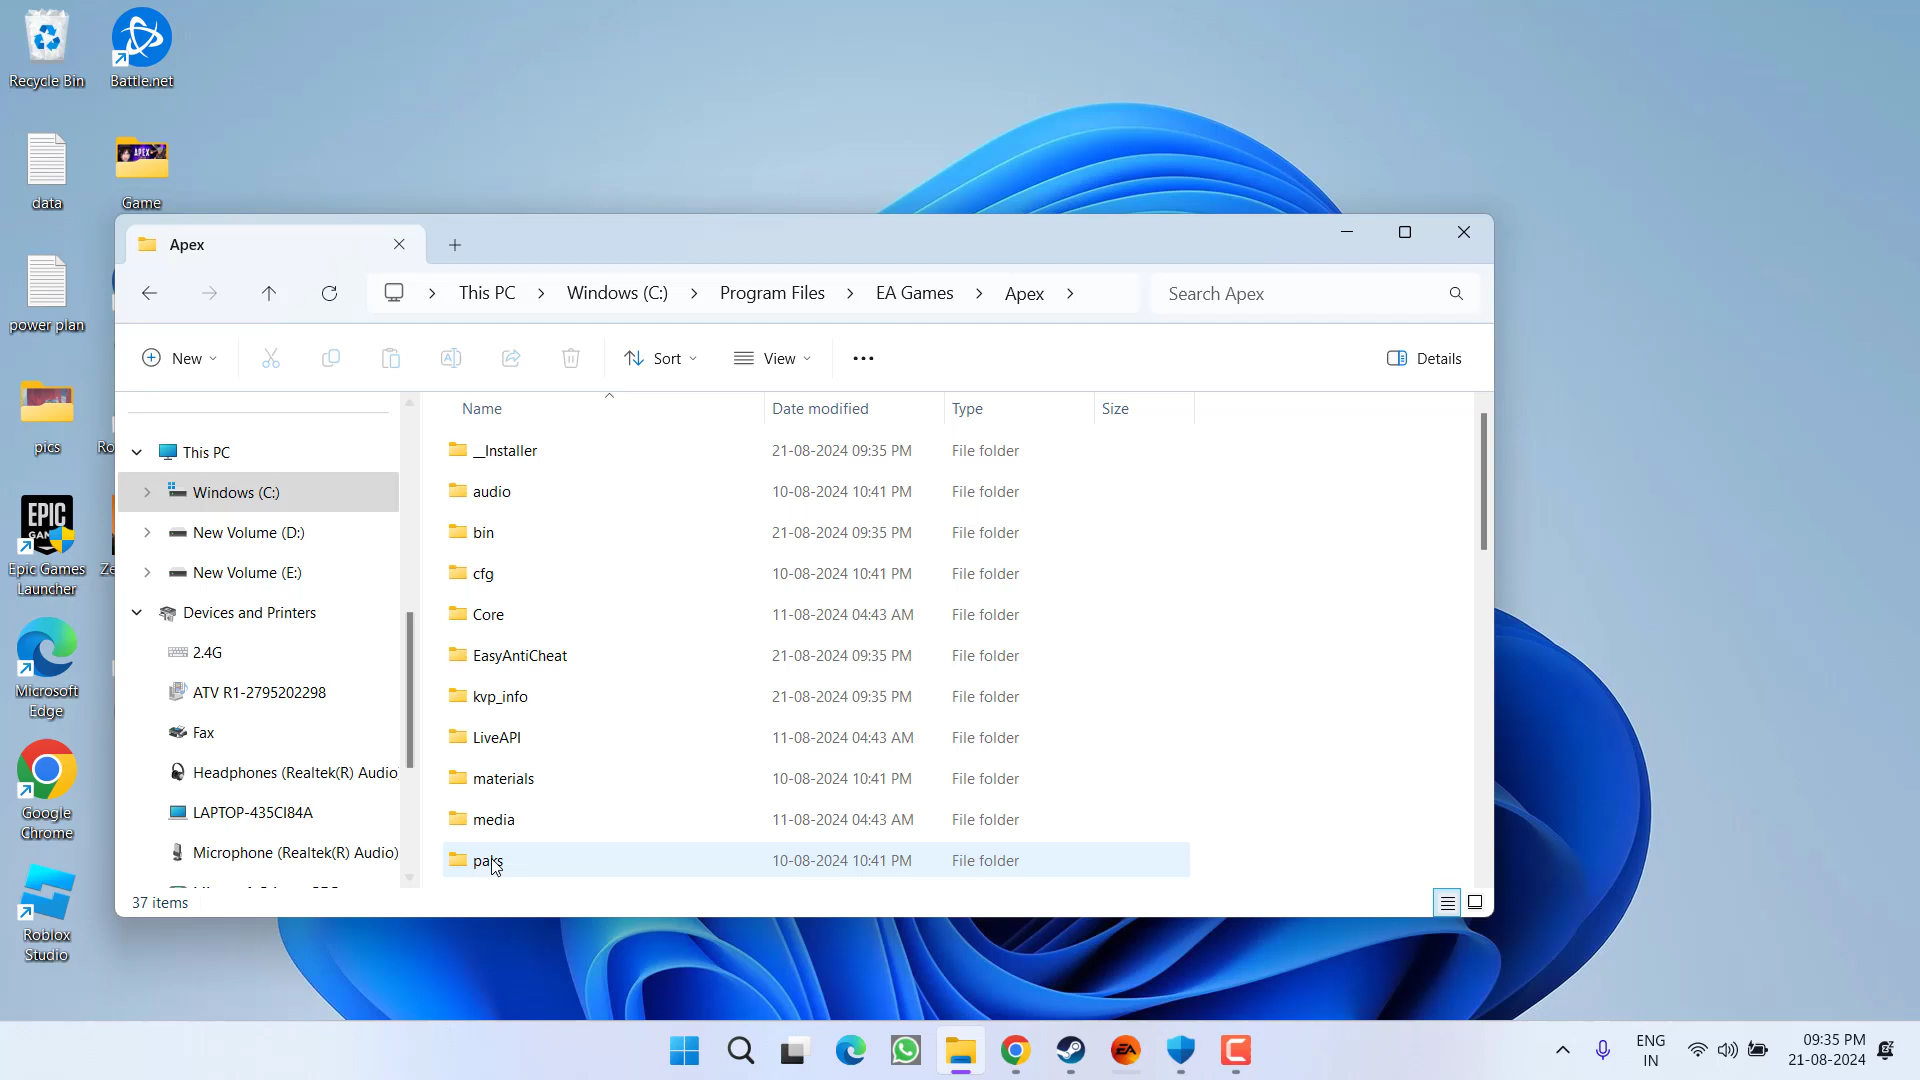 Recycle Bin
Battle.net
data
Game
power plan
pics
Ro
EPIC
GAM
Epic Games
Launcher
Ze
Microsoft
Edge
Google
Chrome
Roblox
Studio
APEX
Apex
This PC
Windows (C:)
Program Files
EA Games
Apex
Search Apex
New
Sort
View
Details
This PC
Windows (C:)
New Volume (D:)
New Volume (E:)
Devices and Printers
2.4G
ATV R1-2795202298
Fax
Headphones (Realtek(R) Audio)
LAPTOP-435CI84A
Microphone (Realtek(R) Audio)
Name Date modified Type Size
__Installer 21-08-2024 09:35 PM File folder
audio 10-08-2024 10:41 PM File folder
bin 21-08-2024 09:35 PM File folder
cfg 10-08-2024 10:41 PM File folder
Core 11-08-2024 04:43 AM File folder
EasyAntiCheat 21-08-2024 09:35 PM File folder
kvp_info 21-08-2024 09:35 PM File folder
LiveAPI 11-08-2024 04:43 AM File folder
materials 10-08-2024 10:41 PM File folder
media 11-08-2024 04:43 AM File folder
paks 10-08-2024 10:41 PM File folder
37 items
EA
ENG
IN
09:35 PM
21-08-2024